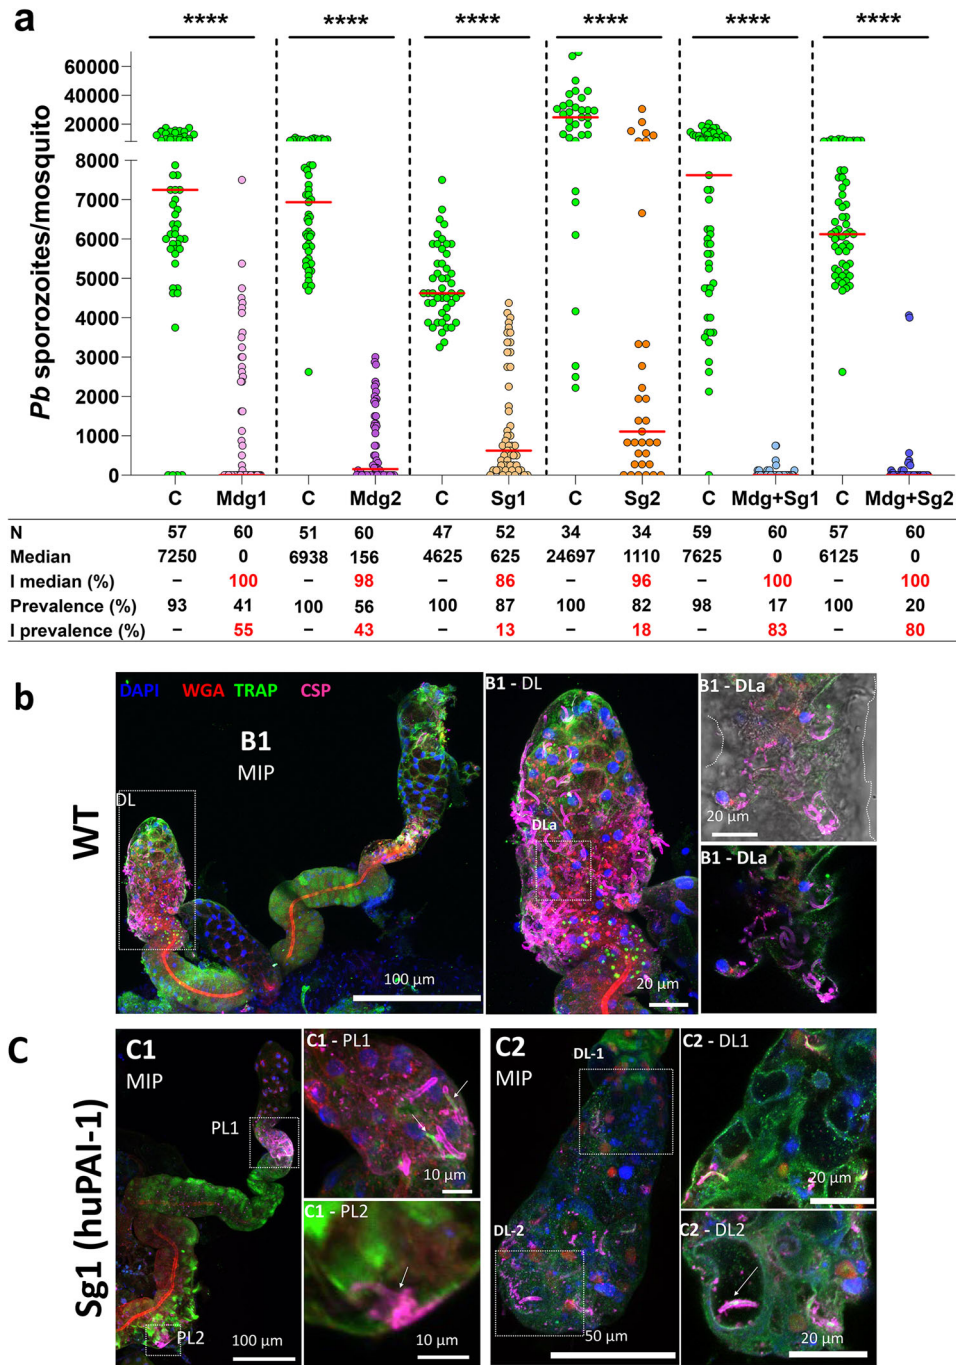 a
**** **** **** **** **** ****
Pb sporozoites/mosquito
60000
40000
20000
8000
7000
6000
5000
4000
3000
2000
1000
0
C Mdg1 C Mdg2 C Sg1 C Sg2 C Mdg+Sg1 C Mdg+Sg2
N 57 60 51 60 47 52 34 34 59 60 57 60
Median 7250 0 6938 156 4625 625 24697 1110 7625 0 6125 0
I median (%) – 100 – 98 – 86 – 96 – 100 – 100
Prevalence (%) 93 41 100 56 100 87 100 82 98 17 100 20
I prevalence (%) – 55 – 43 – 13 – 18 – 83 – 80
b
WT
DAPI WGA TRAP CSP
B1
MIP
DL
100 µm
B1 - DL
DLa
20 µm
B1 - DLa
20 µm
B1 - DLa
C
Sg1 (huPAI-1)
C1
MIP
PL1
PL2
100 µm
C1 - PL1
10 µm
C1 - PL2
10 µm
C2
MIP
DL-1
DL-2
50 µm
C2 - DL1
20 µm
C2 - DL2
20 µm